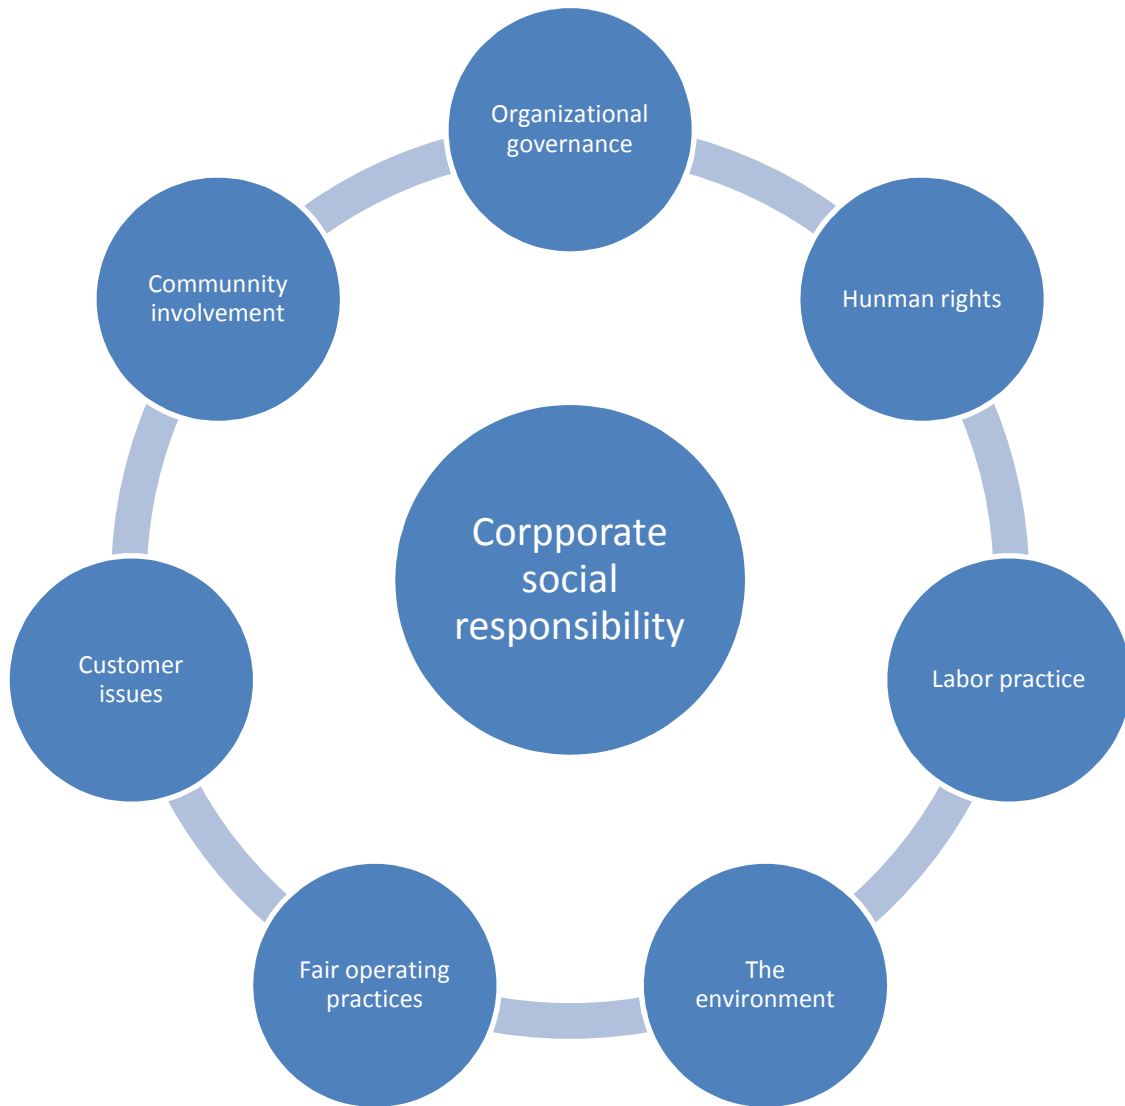 Organizational
governance
Communnity
involvement
Hunman rights
Corpporate
social
responsibility
Customer
issues
Labor practice
Fair operating
practices
The
environment